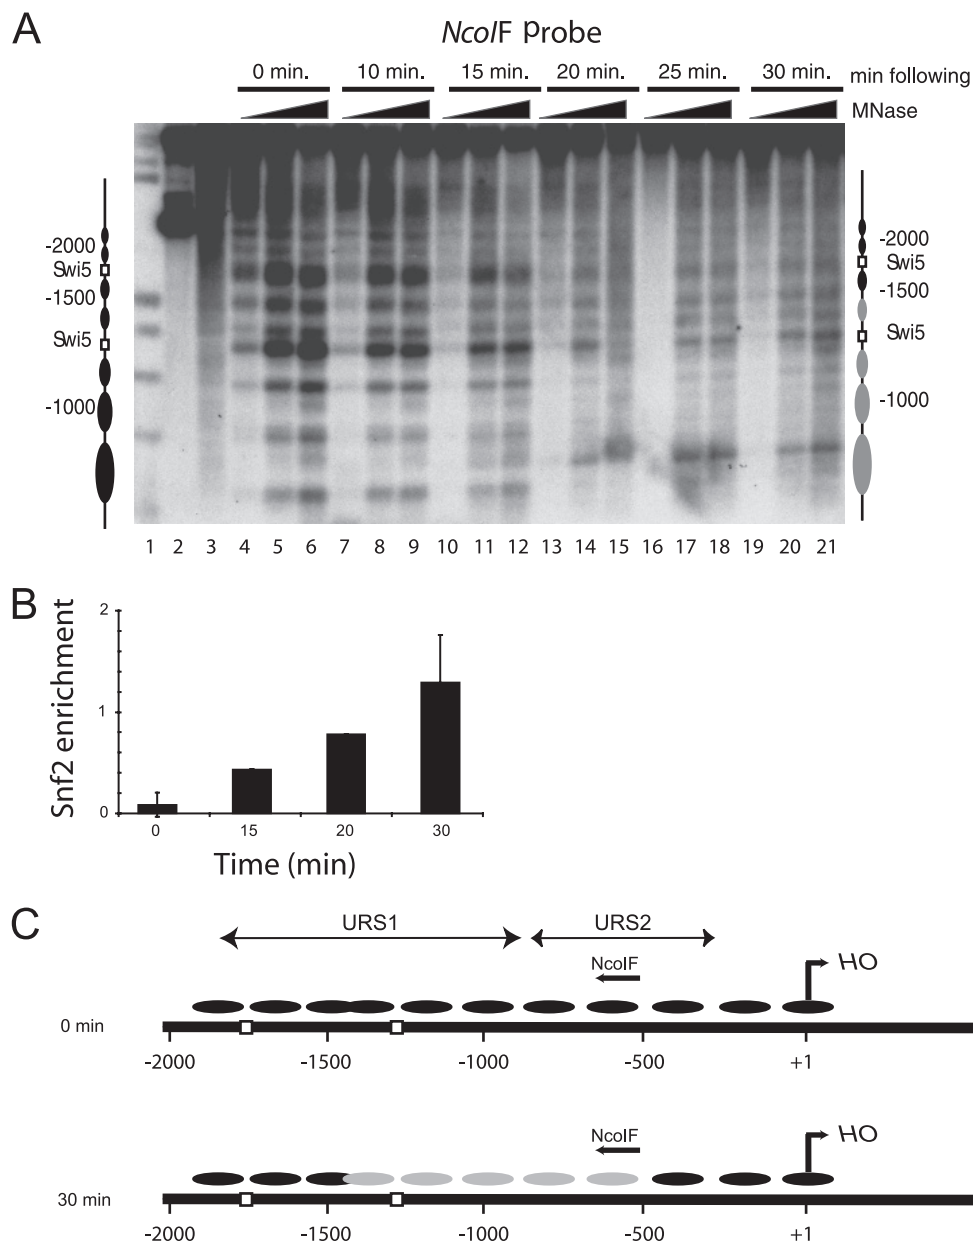 A
NcoIF Probe
0 min. 10 min. 15 min. 20 min. 25 min. 30 min. min following
MNase
-2000
Swi5
-1500
Swi5
-1000
-2000
Swi5
-1500
Swi5
-1000
1 2 3 4 5 6 7 8 9 10 11 12 13 14 15 16 17 18 19 20 21
B
Snf2 enrichment
2
1
0
0 15 20 30
Time (min)
C
URS1 URS2
NcoIF HO
0 min
-2000 -1500 -1000 -500 +1
NcoIF HO
30 min
-2000 -1500 -1000 -500 +1